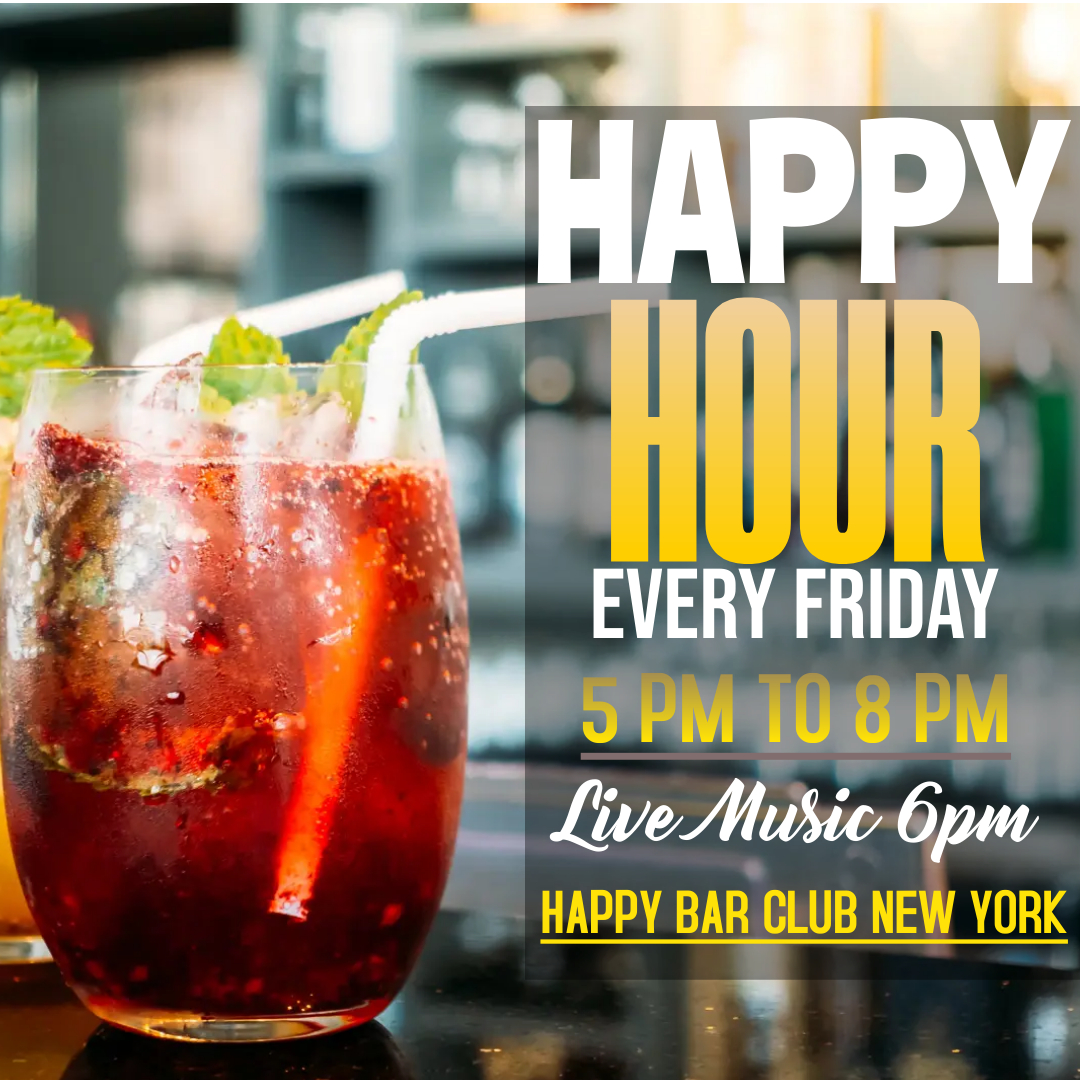 HAPPY
HOUR
EVERY FRIDAY
5 PM TO 8 PM
Live Music 6pm
HAPPY BAR CLUB NEW YORK